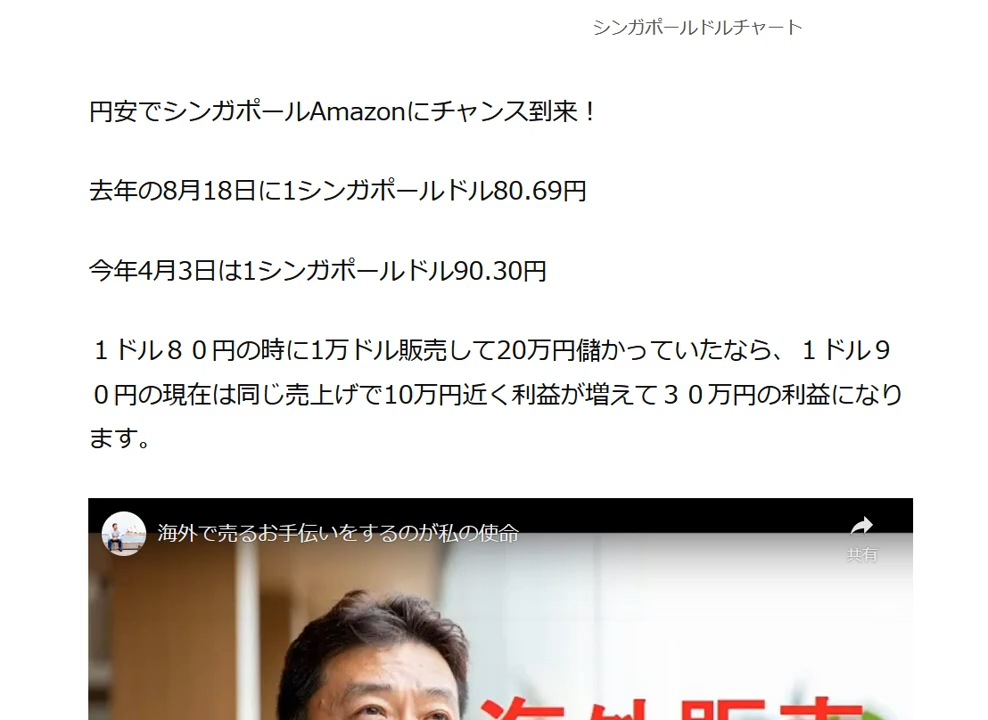 シンガポールドルチャート
円安でシンガポールAmazonにチャンス到来！
去年の8月18日に1シンガポールドル80.69円
今年4月3日は1シンガポールドル90.30円
１ドル８０円の時に1万ドル販売して20万円儲かっていたなら、１ドル９
０円の現在は同じ売上げで10万円近く利益が増えて３０万円の利益になり
ます。
海外で売るお手伝いをするのが私の使命
共有
海外販売